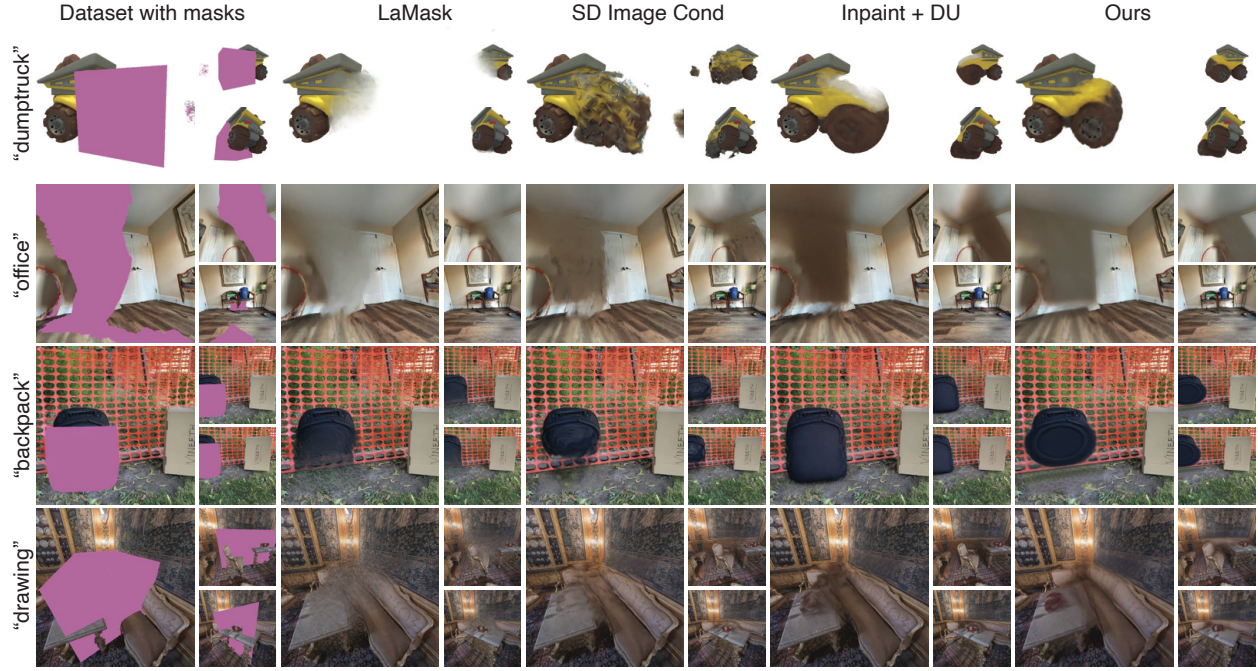 Dataset with masks LaMask SD Image Cond Inpaint + DU Ours
“dumptruck”
“office”
“backpack”
“drawing”